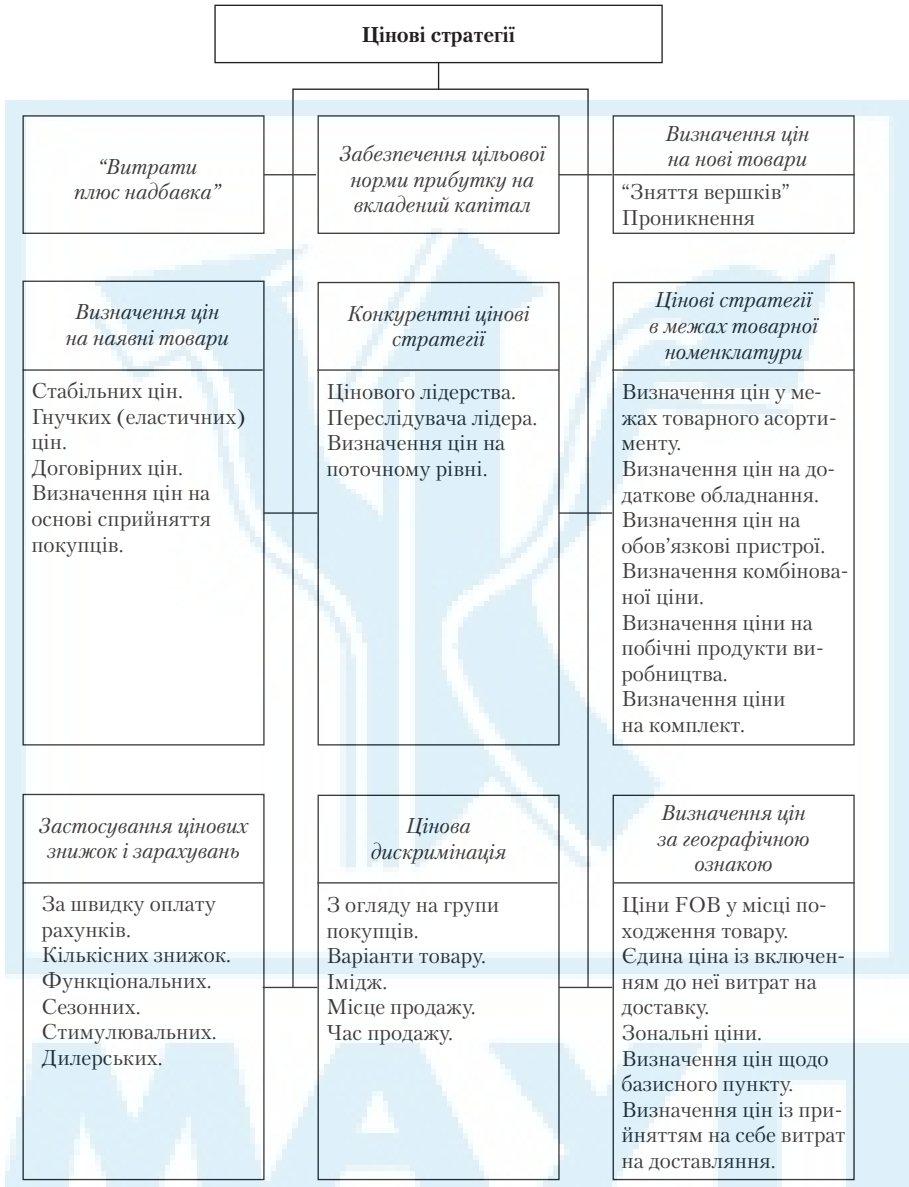 Цінові стратегії
“Витрати
плюс надбавка”
Забезпечення цільової
норми прибутку на
вкладений капітал
Визначення цін
на нові товари
“Зняття вершків”
Проникнення
Визначення цін
на наявні товари
Стабільних цін.
Гнучких (еластичних)
цін.
Договірних цін.
Визначення цін на
основі сприйняття
покупців.
Конкурентні цінові
стратегії
Цінового лідерства.
Переслідувача лідера.
Визначення цін на
поточному рівні.
Цінові стратегії
в межах товарної
номенклатури
Визначення цін у ме-
жах товарного асорти-
менту.
Визначення цін на до-
даткове обладнання.
Визначення цін на
обов’язкові пристрої.
Визначення комбінова-
ної ціни.
Визначення ціни на
побічні продукти ви-
робництва.
Визначення ціни
на комплект.
Застосування цінових
знижок і зарахувань
За швидку оплату
рахунків.
Кількісних знижок.
Функціональних.
Сезонних.
Стимулювальних.
Дилерських.
Цінова
дискримінація
З огляду на групи
покупців.
Варіанти товару.
Імідж.
Місце продажу.
Час продажу.
Визначення цін
за географічною
ознакою
Ціни FOB у місці по-
ходження товару.
Єдина ціна із включен-
ням до неї витрат на
доставку.
Зональні ціни.
Визначення цін щодо
базисного пункту.
Визначення цін із при-
йняттям на себе витрат
на доставляння.
МАУП